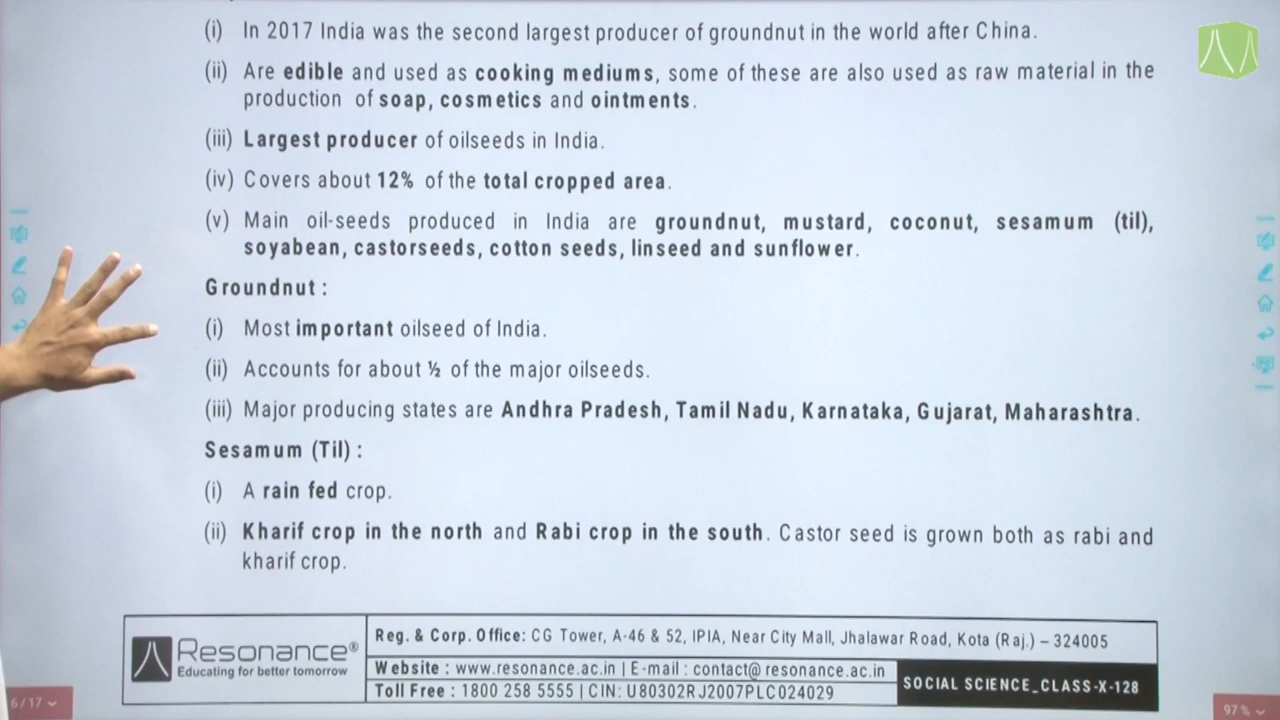 (i) In 2017 India was the second largest producer of groundnut in the world after China.
(ii) Are edible and used as cooking mediums, some of these are also used as raw material in the
production of soap, cosmetics and ointments.
(iii) Largest producer of oilseeds in India.
(iv) Covers about 12% of the total cropped area.
(v) Main oil-seeds produced in India are groundnut, mustard, coconut, sesamum (til),
soyabean, castorseeds, cotton seeds, linseed and sunflower.
Groundnut :
(i) Most important oilseed of India.
(ii) Accounts for about ½ of the major oilseeds.
(iii) Major producing states are Andhra Pradesh, Tamil Nadu, Karnataka, Gujarat, Maharashtra.
Sesamum (Til) :
(i) A rain fed crop.
(ii) Kharif crop in the north and Rabi crop in the south. Castor seed is grown both as rabi and
kharif crop.
Resonance®
Educating for better tomorrow
Reg. & Corp. Office: CG Tower, A-46 & 52, IPIA, Near City Mall, Jhalawar Road, Kota (Raj.) – 324005
Website : www.resonance.ac.in | E-mail : contact@resonance.ac.in
Toll Free : 1800 258 5555 | CIN: U80302RJ2007PLC024029
SOCIAL SCIENCE_CLASS-X-128
6/17
97%